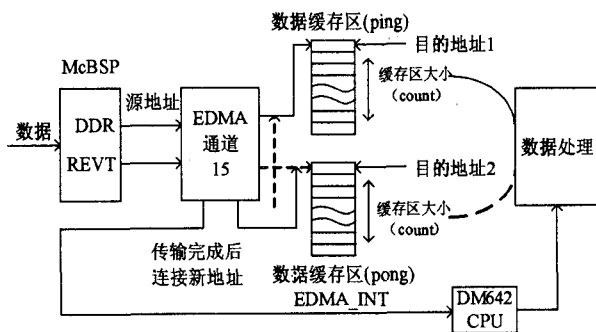 数据缓存区(ping)
目的地址1
McBSP
缓存区大小
(count)
源地址
EDMA
通道
15
数据
DDR
REVT
数据处理
目的地址2
缓存区大小
(count)
传输完成后
连接新地址
数据缓存区(pong)
EDMA_INT
DM642
CPU